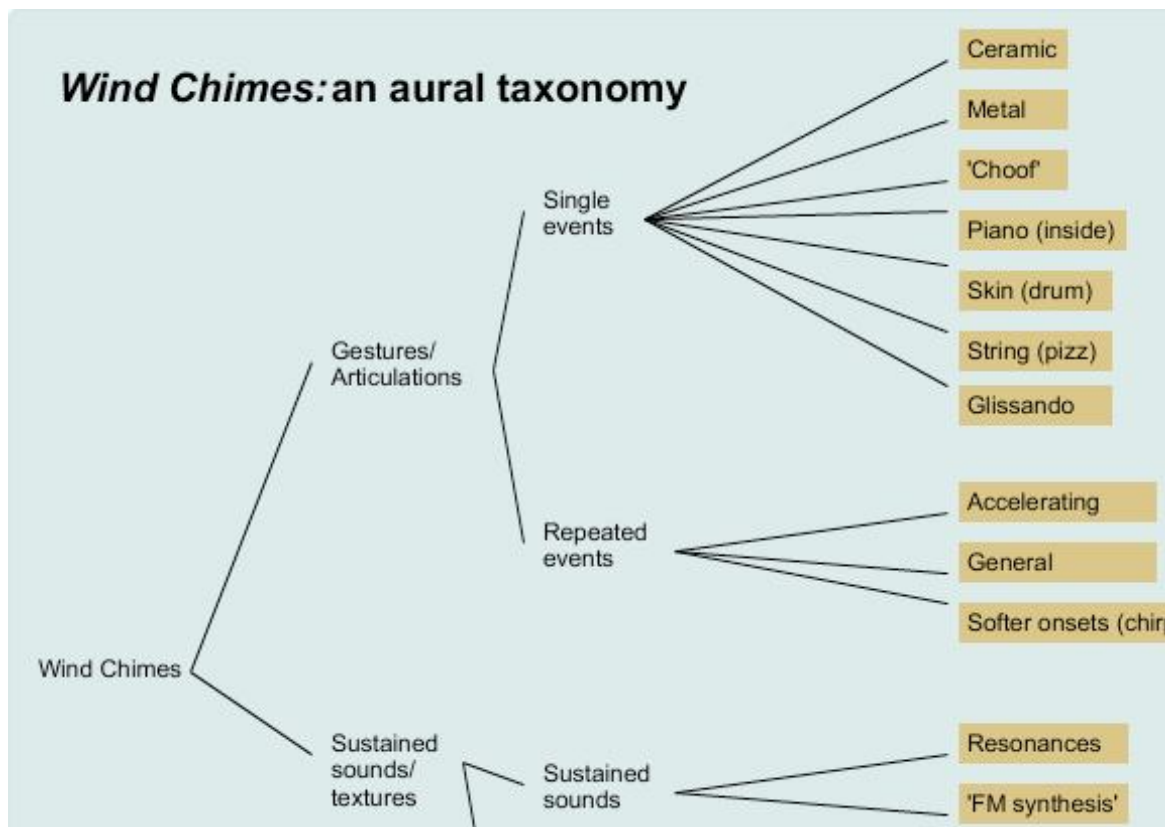 Wind Chimes: an aural taxonomy
Ceramic
Metal
'Choof'
Single
events
Piano (inside)
Skin (drum)
String (pizz)
Glissando
Gestures/
Articulations
Accelerating
Repeated
events
General
Softer onsets (chirp
Wind Chimes
Sustained
sounds/
textures
Sustained
sounds
Resonances
'FM synthesis'